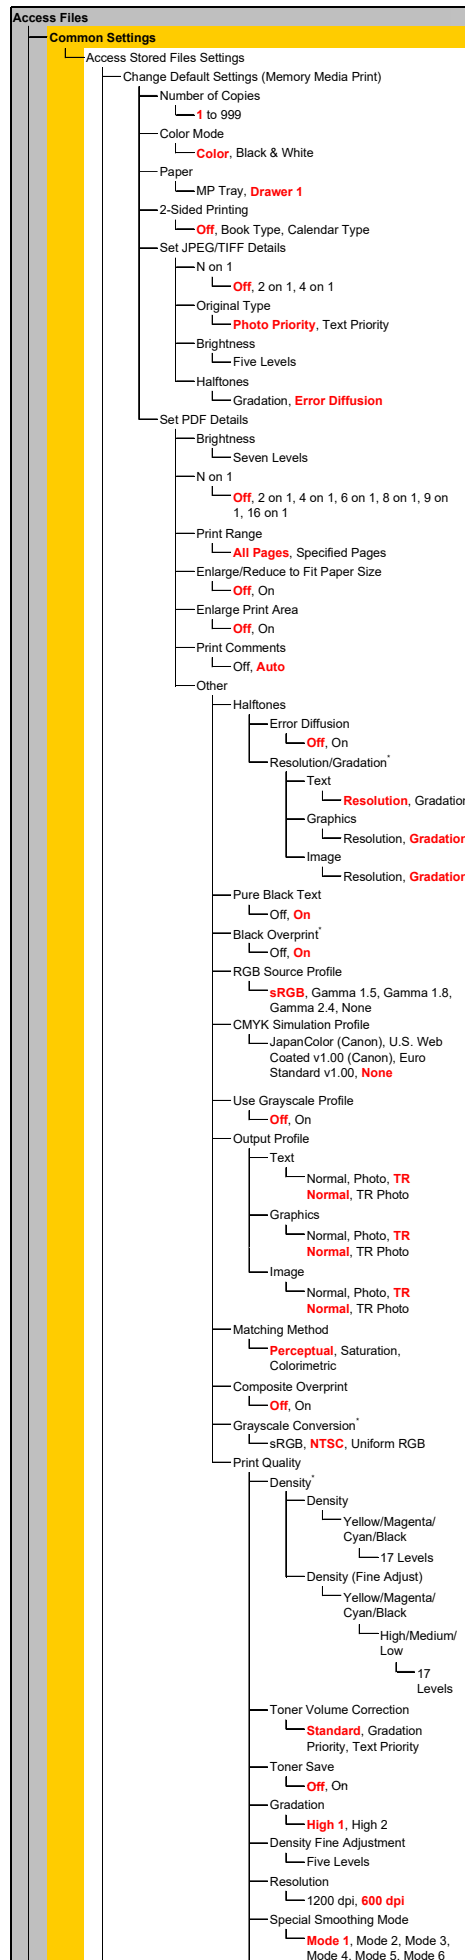 Access Files
Common Settings
Access Stored Files Settings
Change Default Settings (Memory Media Print)
Number of Copies
1 to 999
Color Mode
Color, Black & White
Paper
MP Tray, Drawer 1
2-Sided Printing
Off, Book Type, Calendar Type
Set JPEG/TIFF Details
N on 1
Off, 2 on 1, 4 on 1
Original Type
Photo Priority, Text Priority
Brightness
Five Levels
Halftones
Gradation, Error Diffusion
Set PDF Details
Brightness
Seven Levels
N on 1
Off, 2 on 1, 4 on 1, 6 on 1, 8 on 1, 9 on
1, 16 on 1
Print Range
All Pages, Specified Pages
Enlarge/Reduce to Fit Paper Size
Off, On
Enlarge Print Area
Off, On
Print Comments
Off, Auto
Other
Halftones
Error Diffusion
Off, On
Resolution/Gradation*
Text
Resolution, Gradation
Graphics
Resolution, Gradation
Image
Resolution, Gradation
Pure Black Text
Off, On
Black Overprint*
Off, On
RGB Source Profile
sRGB, Gamma 1.5, Gamma 1.8,
Gamma 2.4, None
CMYK Simulation Profile
JapanColor (Canon), U.S. Web
Coated v1.00 (Canon), Euro
Standard v1.00, None
Use Grayscale Profile
Off, On
Output Profile
Text
Normal, Photo, TR
Normal, TR Photo
Graphics
Normal, Photo, TR
Normal, TR Photo
Image
Normal, Photo, TR
Normal, TR Photo
Matching Method
Perceptual, Saturation,
Colorimetric
Composite Overprint
Off, On
Grayscale Conversion*
sRGB, NTSC, Uniform RGB
Print Quality
Density*
Density
Yellow/Magenta/
Cyan/Black
17 Levels
Density (Fine Adjust)
Yellow/Magenta/
Cyan/Black
High/Medium/
Low
17
Levels
Toner Volume Correction
Standard, Gradation
Priority, Text Priority
Toner Save
Off, On
Gradation
High 1, High 2
Density Fine Adjustment
Five Levels
Resolution
1200 dpi, 600 dpi
Special Smoothing Mode
Mode 1, Mode 2, Mode 3,
Mode 4, Mode 5, Mode 6